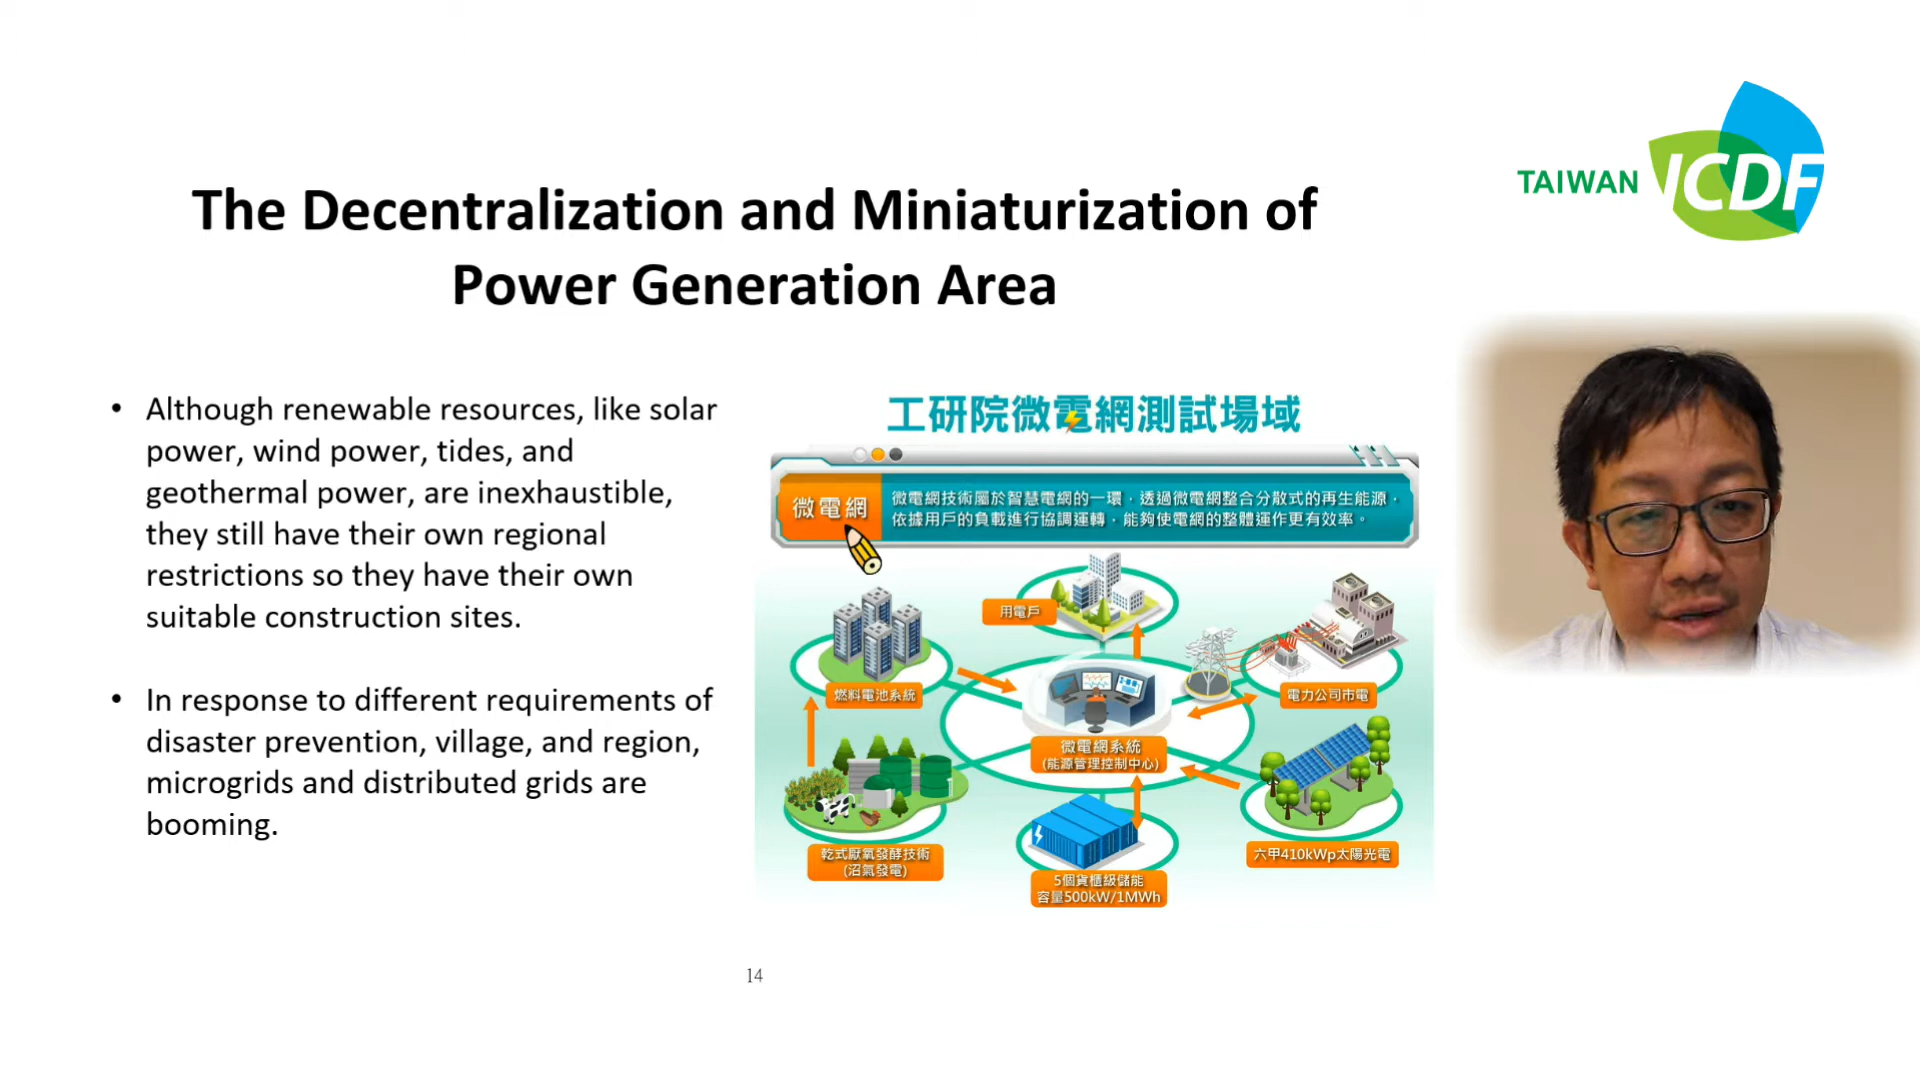 TAIWAN ICDF
The Decentralization and Miniaturization of
Power Generation Area
• Although renewable resources, like solar
power, wind power, tides, and
geothermal power, are inexhaustible,
they still have their own regional
restrictions so they have their own
suitable construction sites.
• In response to different requirements of
disaster prevention, village, and region,
microgrids and distributed grids are
booming.
工研院微電網測試場域
微電網
微電網技術屬於智慧電網的一環，透過微電網整合分散式的再生能源，
依據用戶的負載進行協調運轉，能夠使電網的整體運作更有效率。
用電戶
燃料電池系統
電力公司市電
微電網系統
(能源管理控制中心)
乾式厭氧發酵技術
(沼氣發電)
5個貨櫃級儲能
容量500kW/1MWh
六甲410kWp太陽光電
14